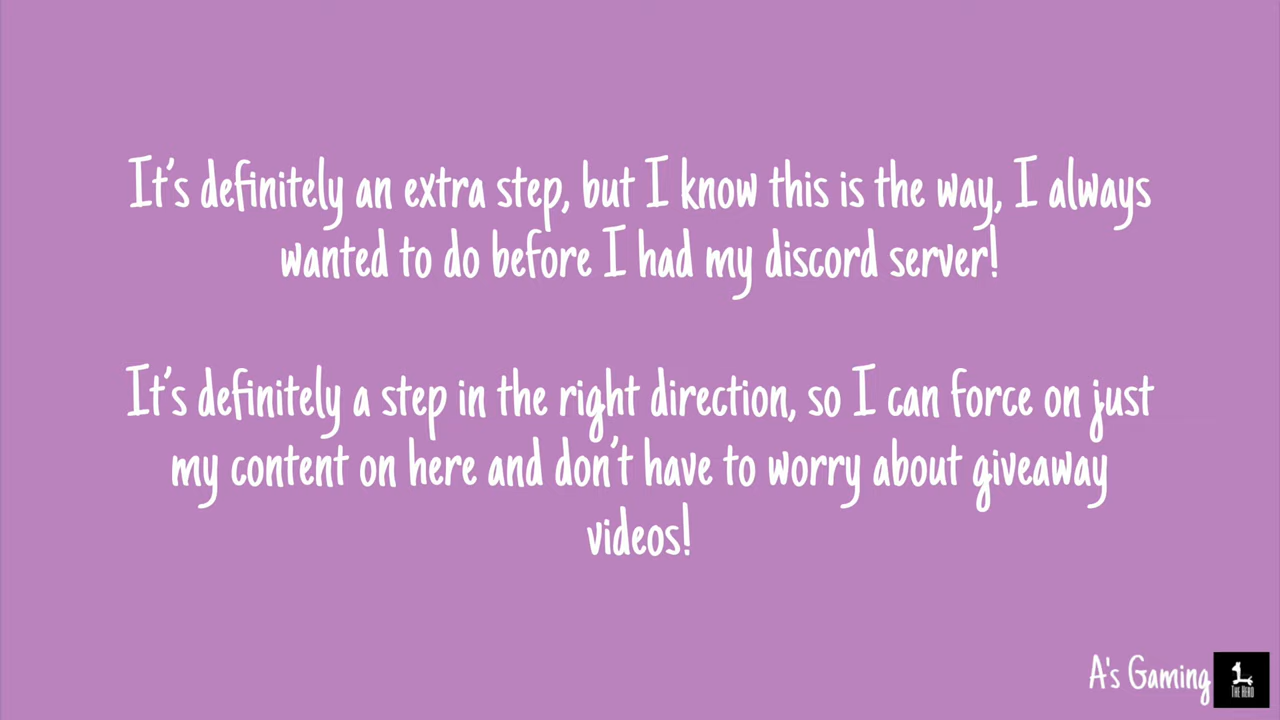 It's definitely an extra step, but I know this is the way, I always
wanted to do before I had my discord server!
It's definitely a step in the right direction, so I can force on just
my content on here and don't have to worry about giveaway
videos!
A's Gaming
THE HERO